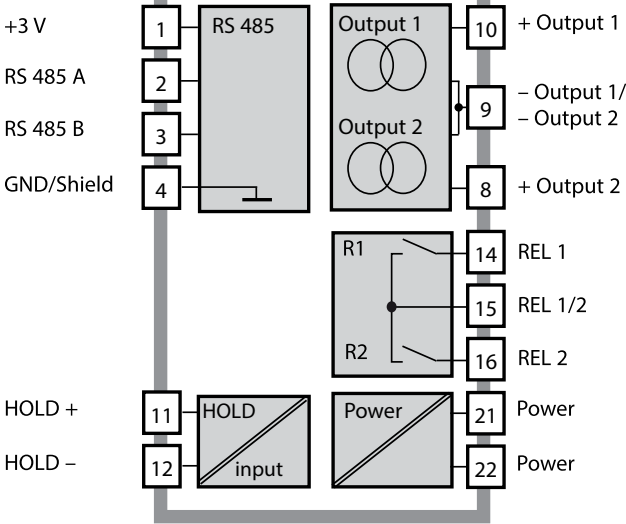 +3 V
1
RS 485
RS 485 A
2
RS 485 B
3
GND/Shield
4
Output 1
10
+ Output 1
9
– Output 1/
– Output 2
Output 2
8
+ Output 2
R1
14
REL 1
15
REL 1/2
R2
16
REL 2
HOLD +
11
HOLD
HOLD –
12
input
Power
21
Power
22
Power